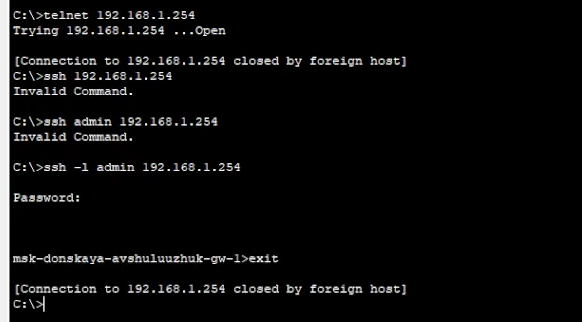 C:\>telnet 192.168.1.254
Trying 192.168.1.254 ...Open
[Connection to 192.168.1.254 closed by foreign host]
C:\>ssh 192.168.1.254
Invalid Command.
C:\>ssh admin 192.168.1.254
Invalid Command.
C:\>ssh -l admin 192.168.1.254
Password:
msk-donskaya-avshuluuzhuk-gw-1>exit
[Connection to 192.168.1.254 closed by foreign host]
C:\>